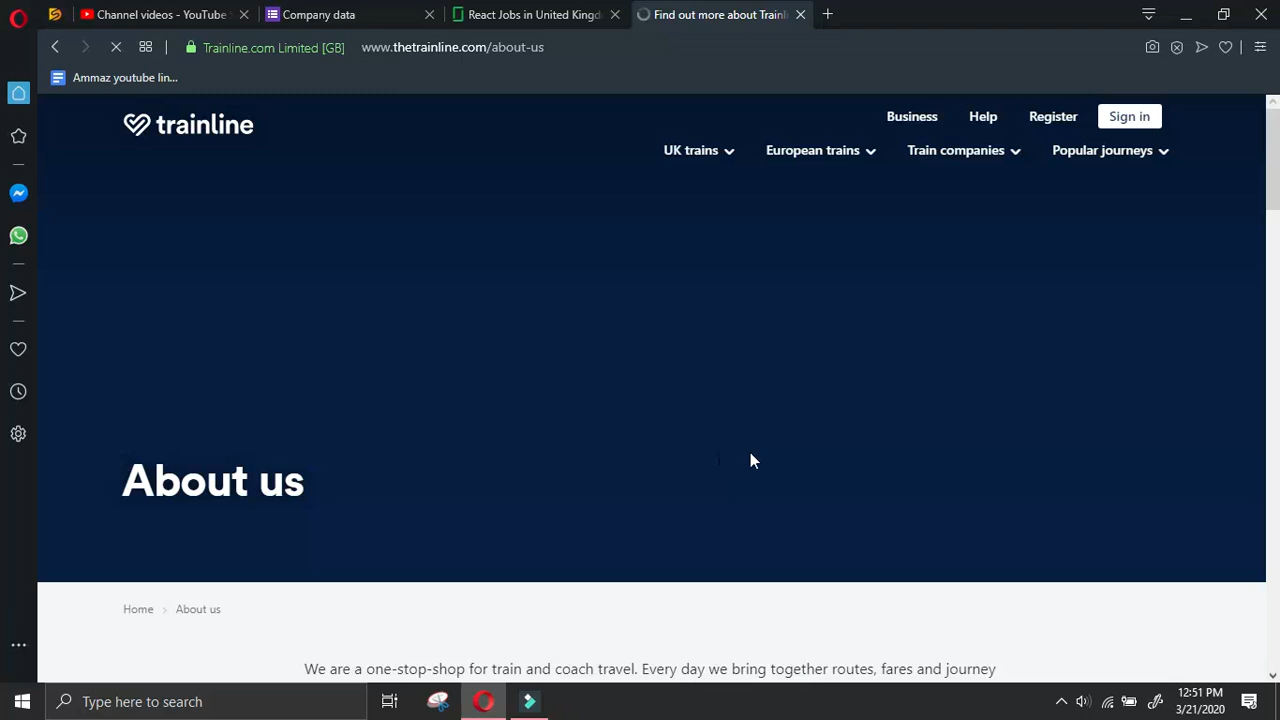 Channel videos - YouTube S
Company data
React Jobs in United Kingd
Find out more about Trainl
Trainline.com Limited [GB]
www.thetrainline.com/about-us
Ammaz youtube lin...
trainline
Business
Help
Register
Sign in
UK trains
European trains
Train companies
Popular journeys
About us
Home
About us
We are a one-stop-shop for train and coach travel. Every day we bring together routes, fares and journey
Type here to search
12:51 PM
3/21/2020